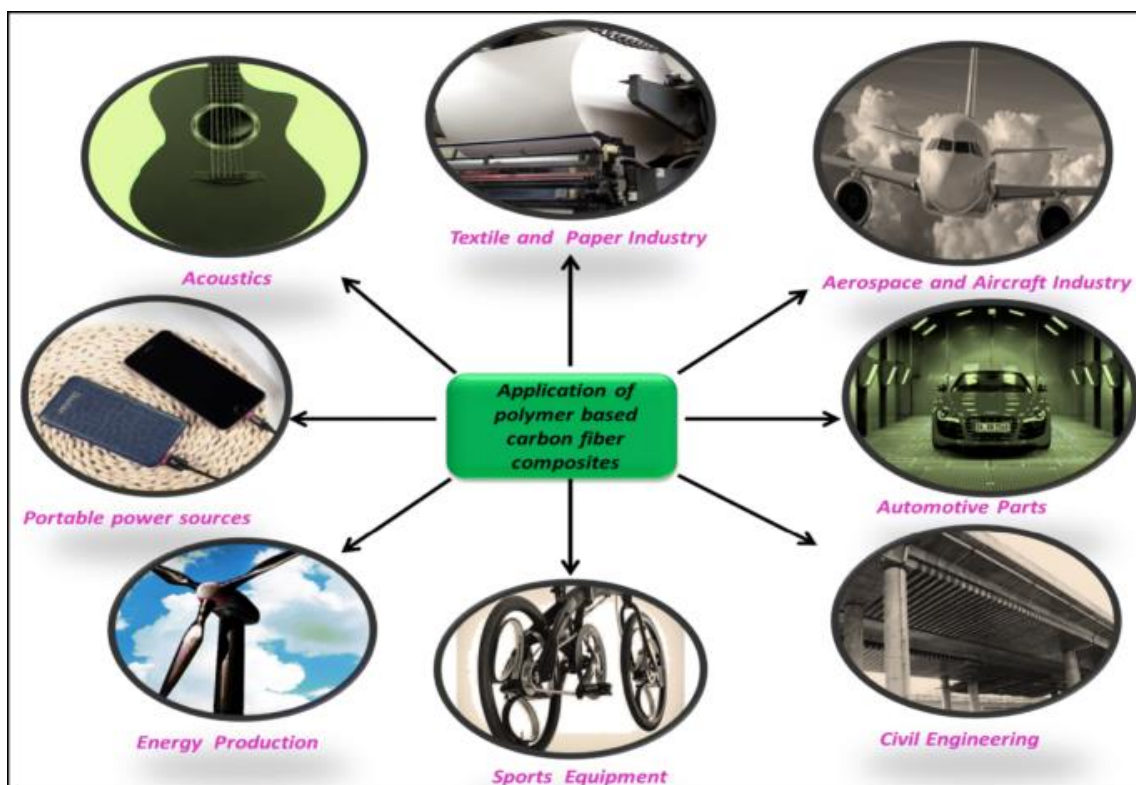 Textile and Paper Industry
Acoustics
Aerospace and Aircraft Industry
Application of
polymer based
carbon fiber
composites
Portable power sources
Automotive Parts
Energy Production
Civil Engineering
Sports Equipment